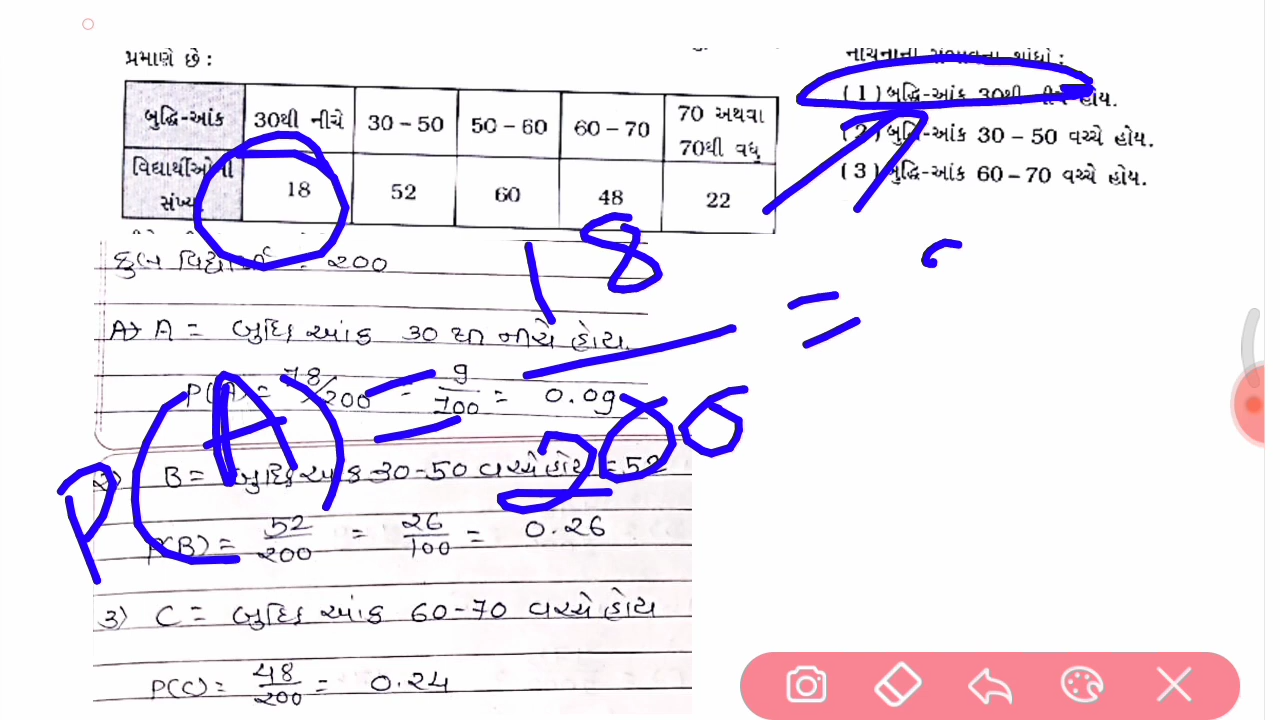 પ્રમાણે છે :
બુદ્ધિ-આંક 30થી નીચે 30 – 50 50 – 60 60 – 70 70 અથવા 70થી વધુ
વિદ્યાર્થીઓની સંખ્યા 18 52 60 48 22
નીચેનાની સંભાવના શોધો :
( 1 ) બુદ્ધિ-આંક 30થી નીચે હોય.
( 2 ) બુદ્ધિ-આંક 30 – 50 વચ્ચે હોય.
( 3 ) બુદ્ધિ-આંક 60 – 70 વચ્ચે હોય.
કુલ = 200
A) A = બુદ્ધિ આંક 30 થી નીચે હોય.
P(A) = 18/200 = 9/100 = 0.09
2) B = બુદ્ધિ આંક 30-50 વચ્ચે હોય = 52
P(B) = 52/200 = 26/100 = 0.26
3) C = બુદ્ધિ આંક 60-70 વચ્ચે હોય
P(C) = 48/200 = 0.24
P(A) = 18/200 =